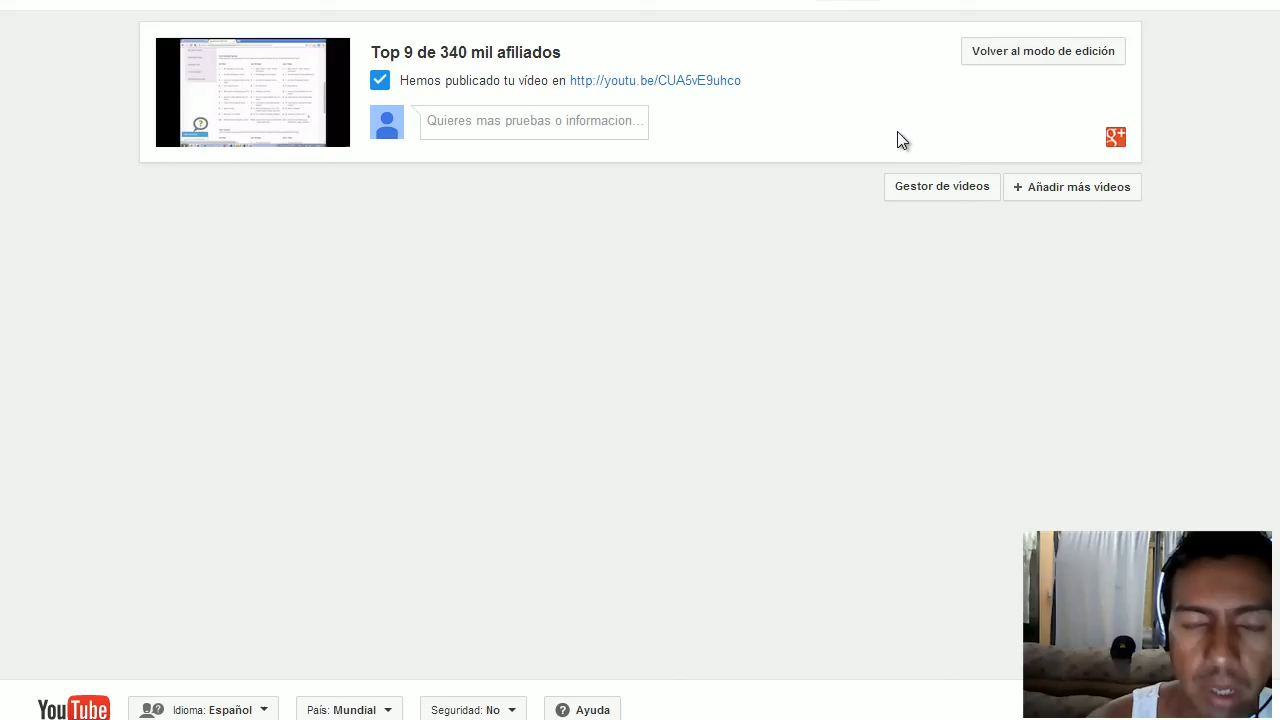 Top 9 de 340 mil afiliados
Volver al modo de edición
Hemos publicado tu vídeo en http://youtu.be/CUA5vE9uhco
Quieres mas pruebas o informacion...
g+
Gestor de vídeos
+ Añadir más vídeos
YouTube
Idioma: Español
País: Mundial
Seguridad: No
Ayuda